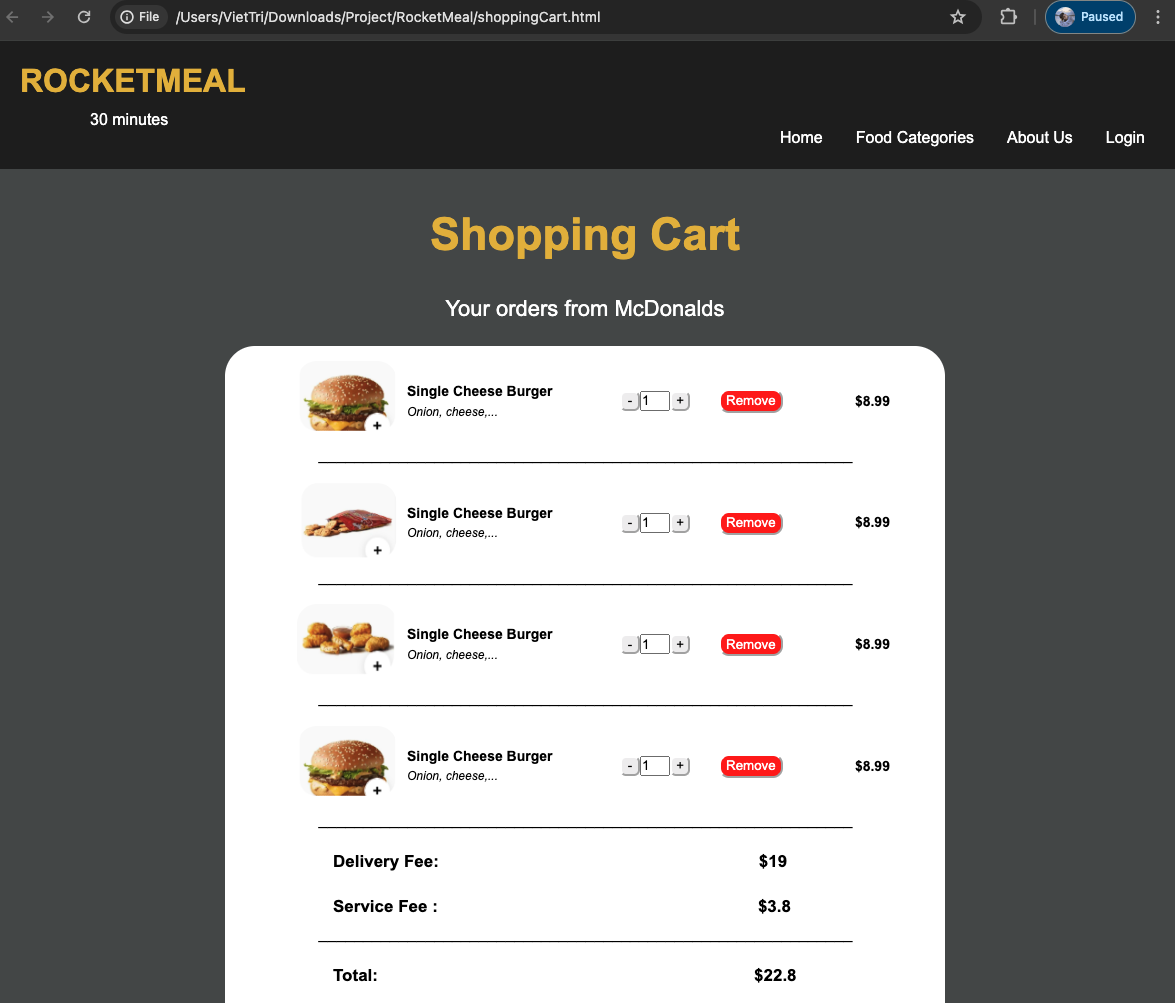 File /Users/VietTri/Downloads/Project/RocketMeal/shoppingCart.html Paused
ROCKETMEAL
30 minutes
Home Food Categories About Us Login
Shopping Cart
Your orders from McDonalds
Single Cheese Burger
Onion, cheese,...
- 1 + Remove $8.99
+
Single Cheese Burger
Onion, cheese,...
- 1 + Remove $8.99
+
Single Cheese Burger
Onion, cheese,...
- 1 + Remove $8.99
+
Single Cheese Burger
Onion, cheese,...
- 1 + Remove $8.99
+
Delivery Fee: $19
Service Fee : $3.8
Total: $22.8